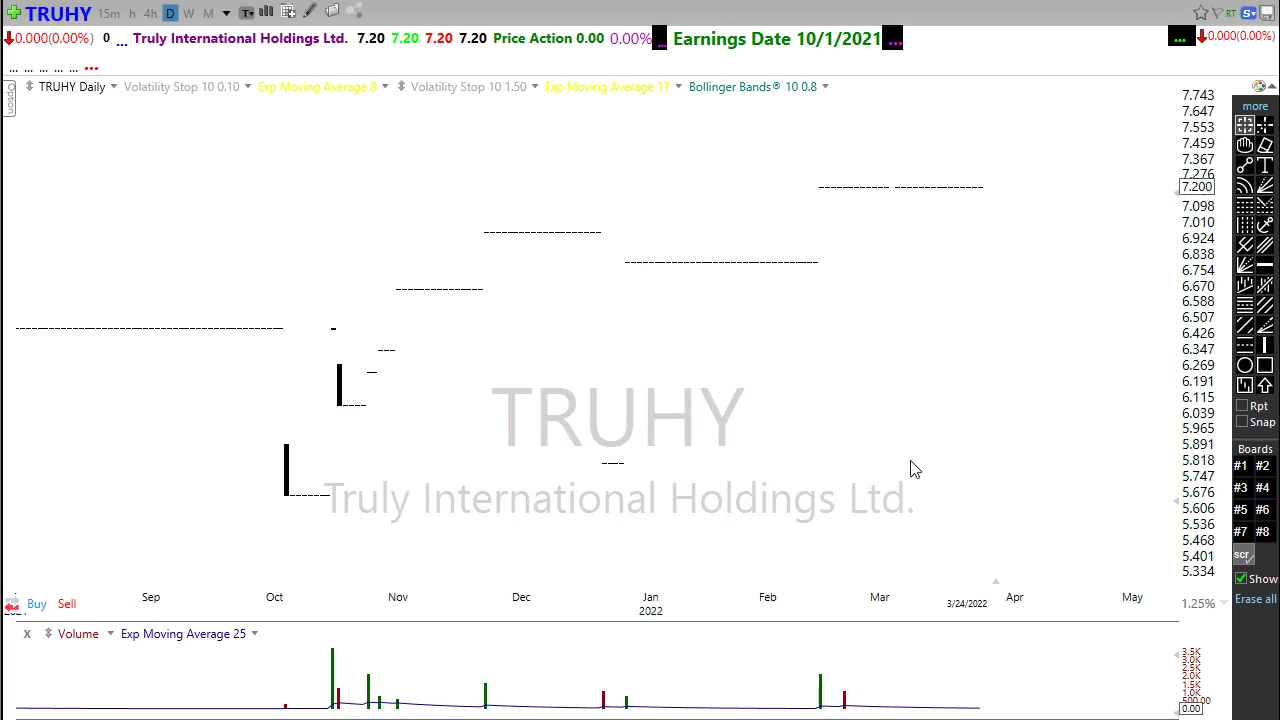 TRUHY 15m h 4h D W M T RT S
0.000(0.00%) 0 ... Truly International Holdings Ltd. 7.20 7.20 7.20 7.20 Price Action 0.00 0.00% ... Earnings Date 10/1/2021 ... ... 0.000(0.00%)
... ... ... ... ... ...
Option
TRUHY Daily Volatility Stop 10 0.10 Exp Moving Average 8 Volatility Stop 10 1.50 Exp Moving Average 17 Bollinger Bands® 10 0.8
7.743
7.647
7.553
7.459
7.367
7.276
7.200
7.098
7.010
6.924
6.838
6.754
6.670
6.588
6.507
6.426
6.347
6.269
6.191
6.115
6.039
5.965
5.891
5.818
5.747
5.676
5.606
5.536
5.468
5.401
5.334
1.25%
more
T
Rpt
Snap
Boards
#1 #2
#3 #4
#5 #6
#7 #8
scr
Show
Erase all
TRUHY
Truly International Holdings Ltd.
Sep Oct Nov Dec Jan Feb Mar Apr May
2022 3/24/2022
Buy Sell
X Volume Exp Moving Average 25
3.5K
3.0K
2.5K
2.0K
1.5K
1.0K
500.00
0.00